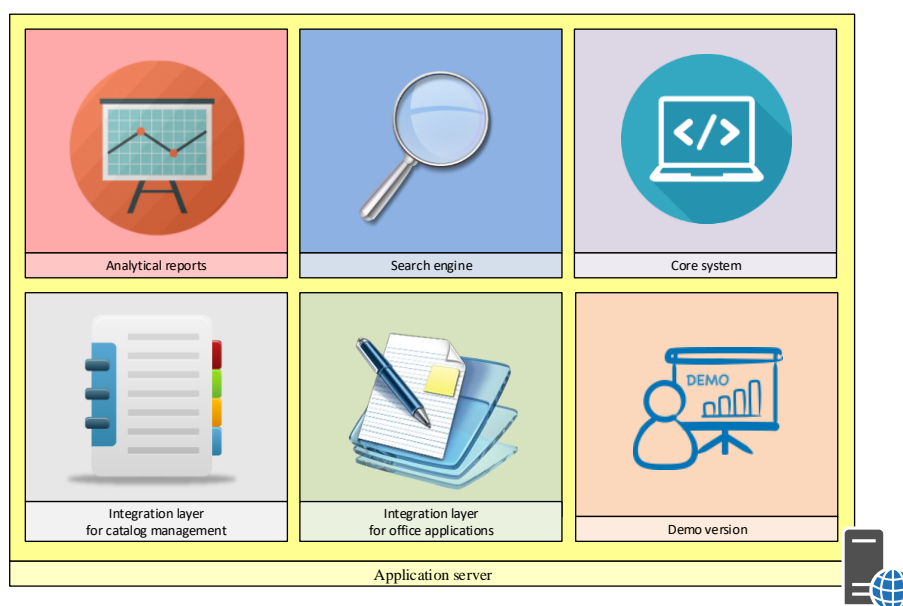 Analytical reports
Search engine
</>
Core system
Integration layer
for catalog management
Integration layer
for office applications
DEMO
Demo version
Application server